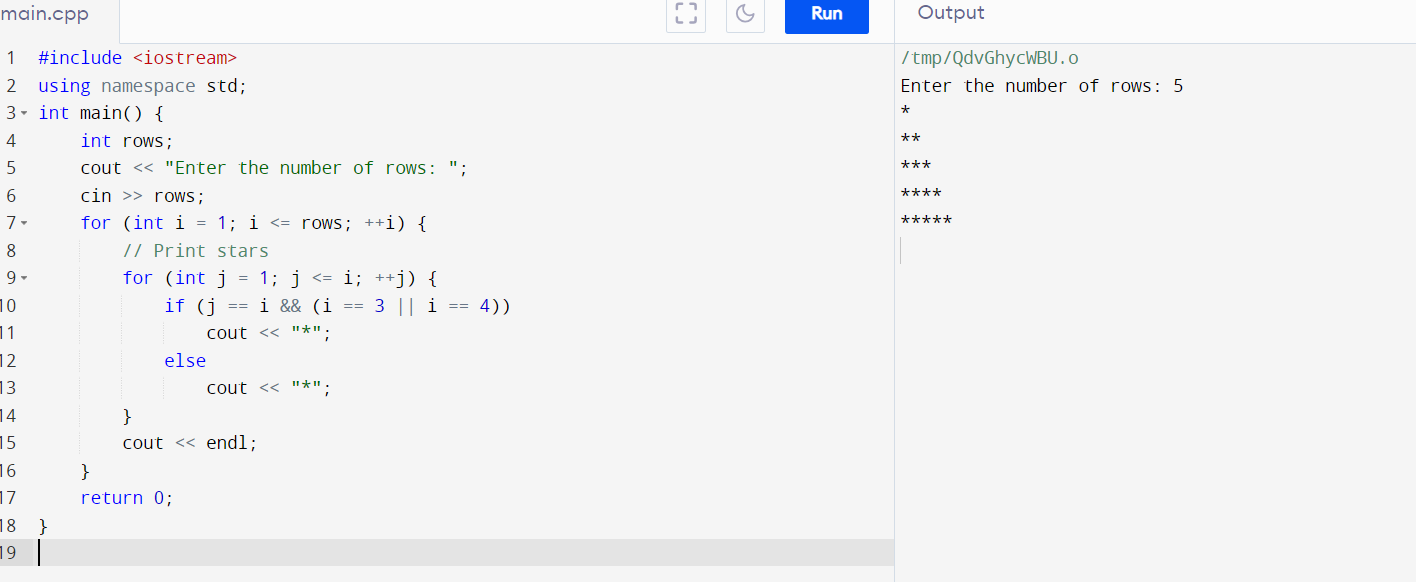 main.cpp
Run
Output
1 #include <iostream>
2 using namespace std;
3 int main() {
4     int rows;
5     cout << "Enter the number of rows: ";
6     cin >> rows;
7     for (int i = 1; i <= rows; ++i) {
8         // Print stars
9         for (int j = 1; j <= i; ++j) {
10             if (j == i && (i == 3 || i == 4))
11                 cout << "*";
12             else
13                 cout << "*";
14         }
15         cout << endl;
16     }
17     return 0;
18 }
19
/tmp/QdvGhycWBU.o
Enter the number of rows: 5
*
**
***
****
*****